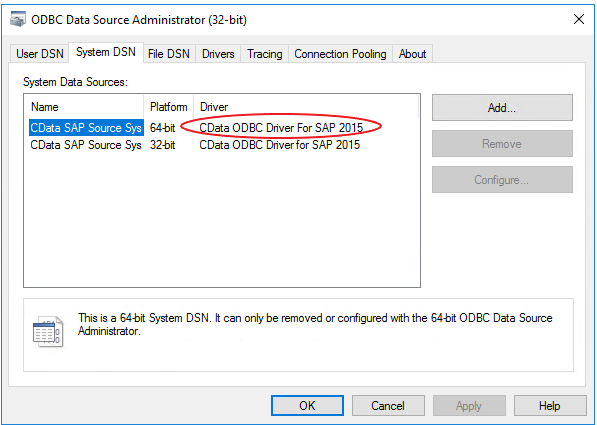 ODBC Data Source Administrator (32-bit)
User DSN System DSN File DSN Drivers Tracing Connection Pooling About
System Data Sources:
Name Platform Driver
CData SAP Source Sys 64-bit CData ODBC Driver For SAP 2015
CData SAP Source Sys 32-bit CData ODBC Driver for SAP 2015
Add...
Remove
Configure...
This is a 64-bit System DSN. It can only be removed or configured with the 64-bit ODBC Data Source
Administrator.
OK Cancel Apply Help